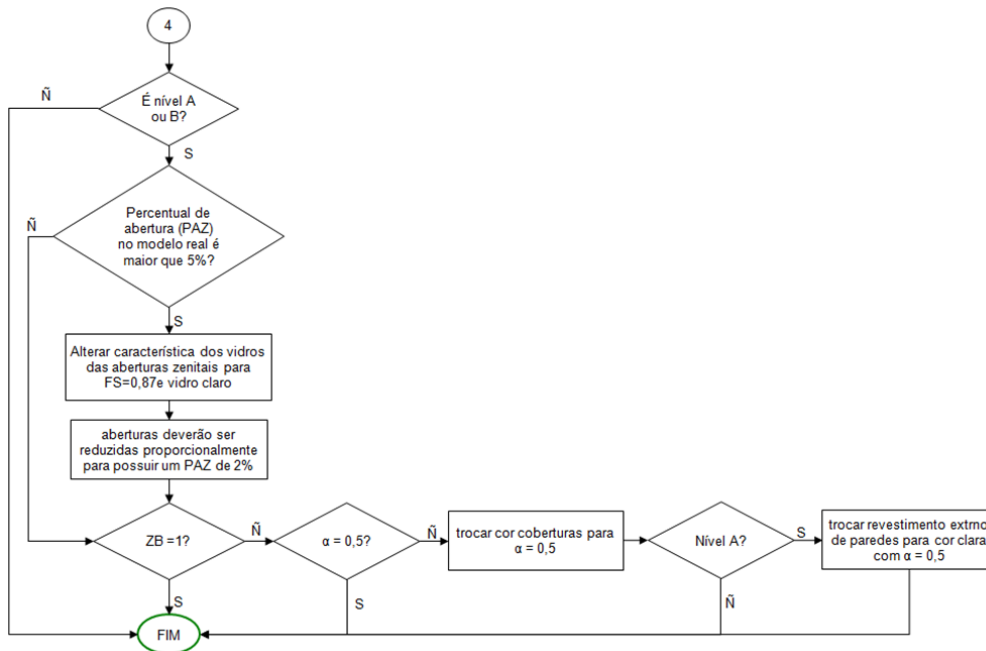 4
É nível A
ou B?
Ñ
S
Percentual de
abertura (PAZ)
no modelo real é
maior que 5%?
Ñ
S
Alterar característica dos vidros
das aberturas zenitais para
FS=0,87e vidro claro
aberturas deverão ser
reduzidas proporcionalmente
para possuir um PAZ de 2%
ZB =1?
Ñ
S
α = 0,5?
Ñ
S
trocar cor coberturas para
α = 0,5
Nível A?
S
Ñ
trocar revestimento extrno
de paredes para cor clara
com α = 0,5
FIM